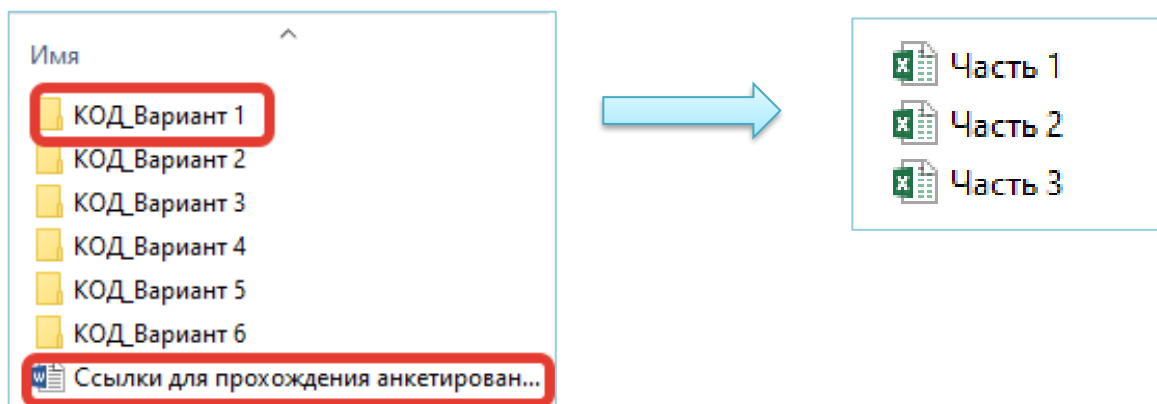 Имя
КОД_Вариант 1
КОД_Вариант 2
КОД_Вариант 3
КОД_Вариант 4
КОД_Вариант 5
КОД_Вариант 6
Ссылки для прохождения анкетирован...
Часть 1
Часть 2
Часть 3